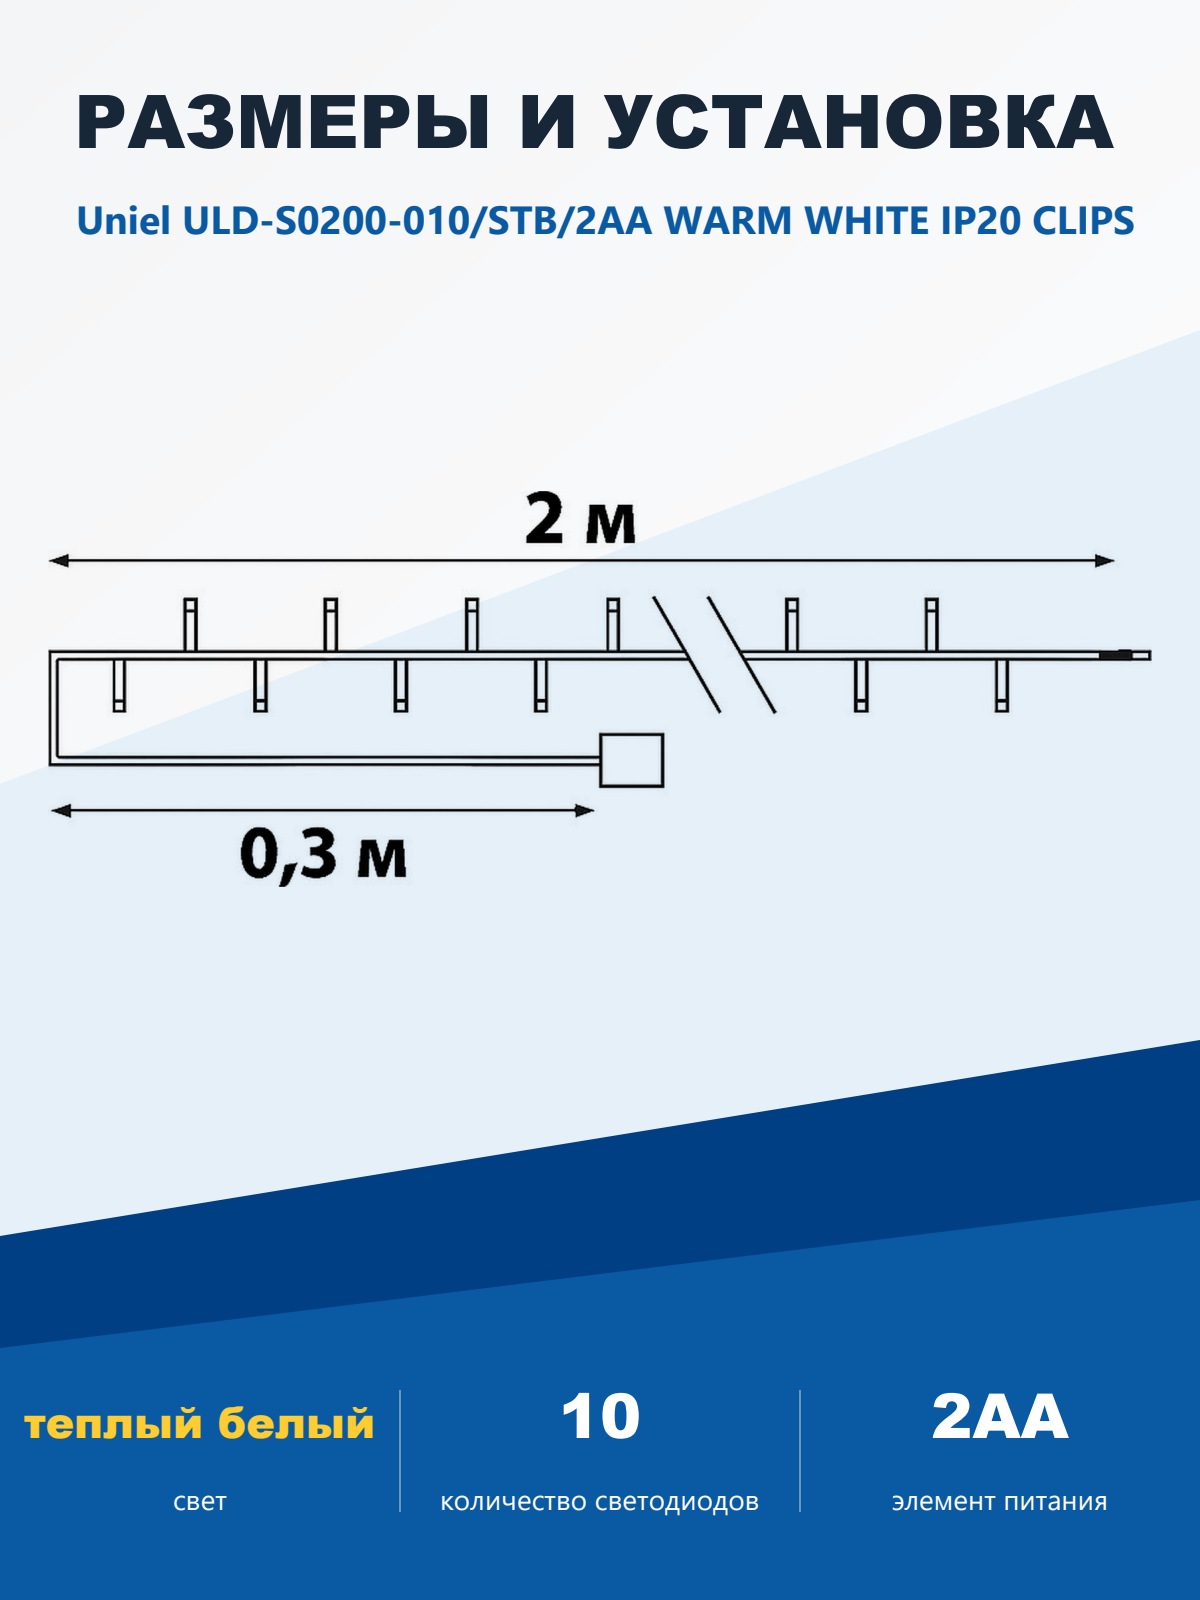 РАЗМЕРЫ И УСТАНОВКА
Uniel ULD-S0200-010/STB/2AA WARM WHITE IP20 CLIPS
2 м
0,3 м
теплый белый
свет
10
количество светодиодов
2AA
элемент питания